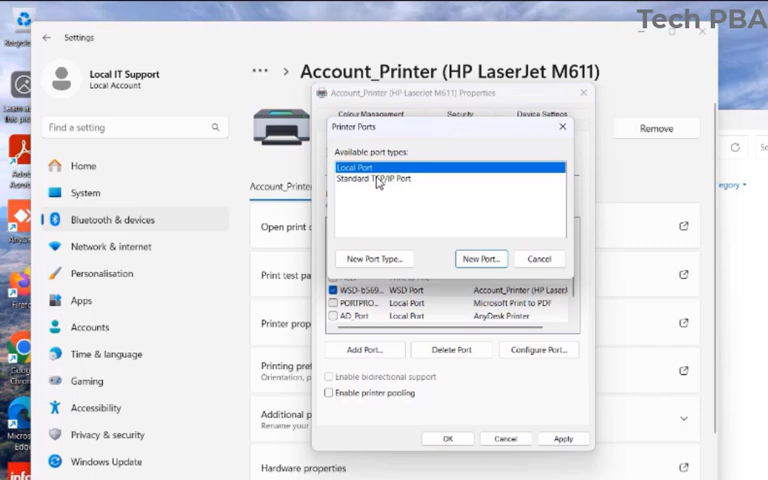 Tech PBA
Settings
Local IT Support
Local Account
Find a setting
Home
System
Bluetooth & devices
Network & internet
Personalisation
Apps
Accounts
Time & language
Gaming
Accessibility
Privacy & security
Windows Update
··· > Account_Printer (HP LaserJet M611)
Remove
Account_Printer
Open print
Print test pa
Printer prop
Printing pref
Orientation, p
Additional p
Rename your
Hardware properties
Account_Printer (HP LaserJet M611) Properties
Colour Management Security Device Settings
Printer Ports
Available port types:
Local Port
Standard TCP/IP Port
New Port Type... New Port... Cancel
WSD-b569... WSD Port Account_Printer (HP LaserJ
PORTPRO... Local Port Microsoft Print to PDF
AD_Port Local Port AnyDesk Printer
Add Port... Delete Port Configure Port...
Enable bidirectional support
Enable printer pooling
OK Cancel Apply